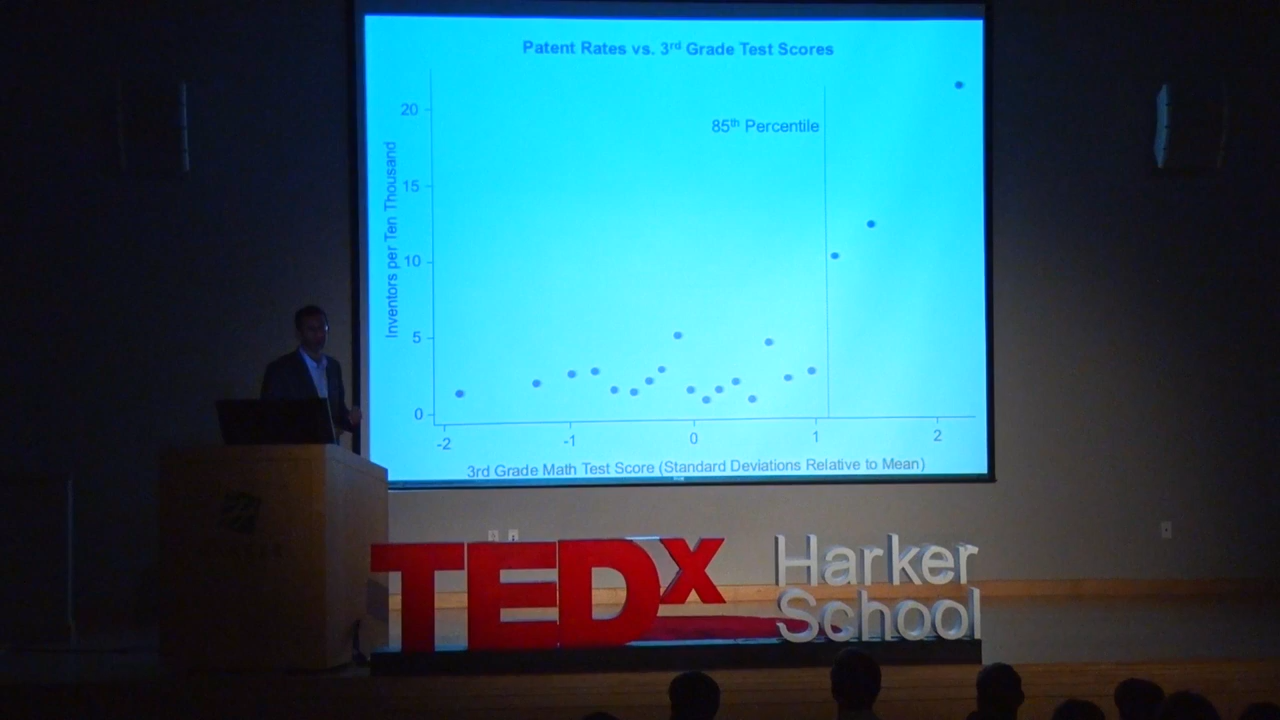 Patent Rates vs. 3rd Grade Test Scores
85th Percentile
Inventors per Ten Thousand
20
15
10
5
0
-2
-1
0
1
2
3rd Grade Math Test Score (Standard Deviations Relative to Mean)
TEDx
Harker
School